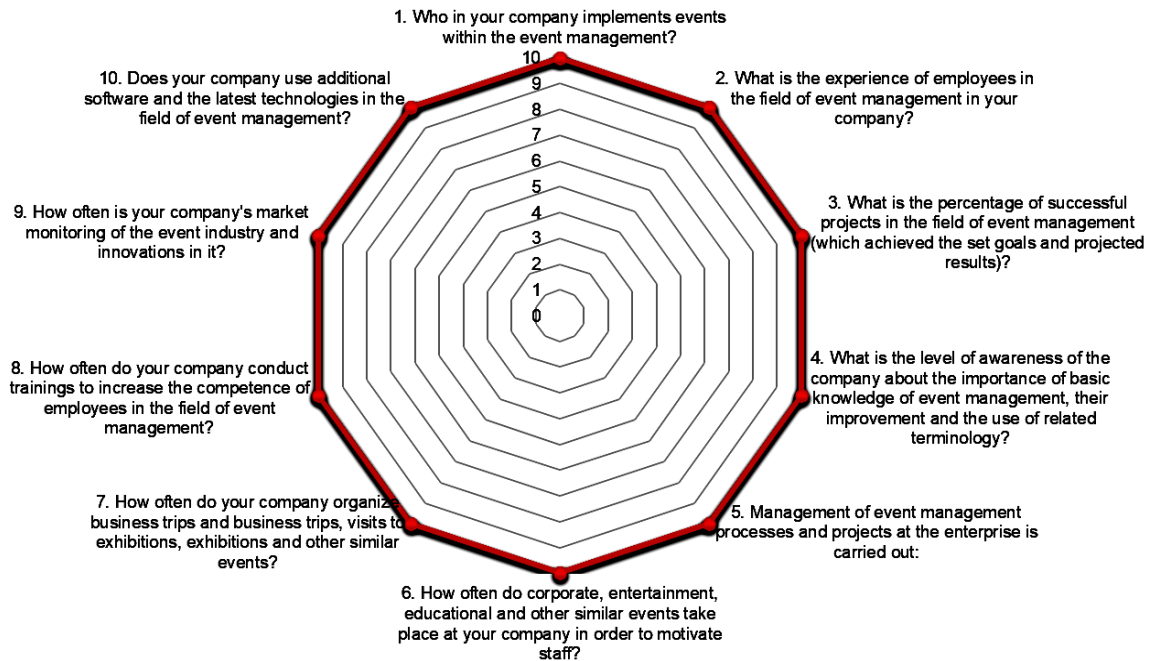 1. Who in your company implements events
within the event management?
10
9
8
7
6
5
4
3
2
1
0
2. What is the experience of employees in
the field of event management in your
company?
3. What is the percentage of successful
projects in the field of event management
(which achieved the set goals and projected
results)?
4. What is the level of awareness of the
company about the importance of basic
knowledge of event management, their
improvement and the use of related
terminology?
5. Management of event management
processes and projects at the enterprise is
carried out:
6. How often do corporate, entertainment,
educational and other similar events take
place at your company in order to motivate
staff?
7. How often do your company organize
business trips and business trips, visits to
exhibitions, exhibitions and other similar
events?
8. How often do your company conduct
trainings to increase the competence of
employees in the field of event
management?
9. How often is your company's market
monitoring of the event industry and
innovations in it?
10. Does your company use additional
software and the latest technologies in the
field of event management?